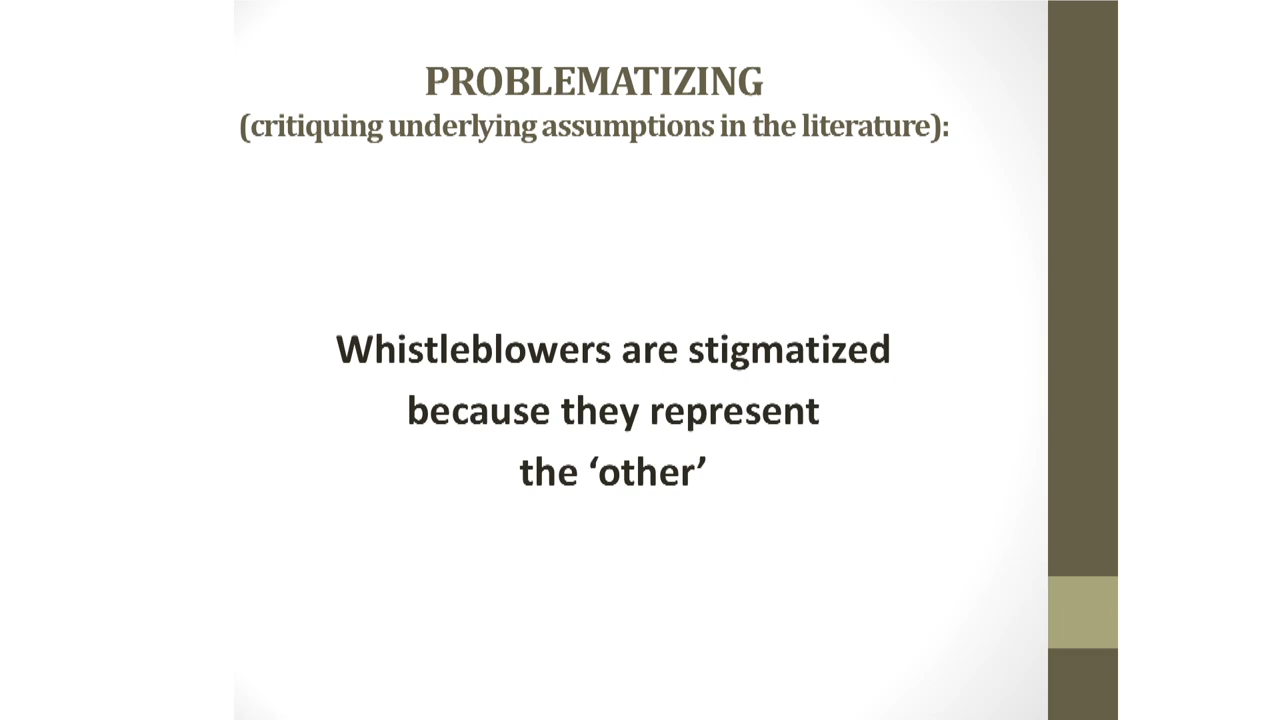 PROBLEMATIZING
(critiquing underlying assumptions in the literature):
Whistleblowers are stigmatized
because they represent
the ‘other’